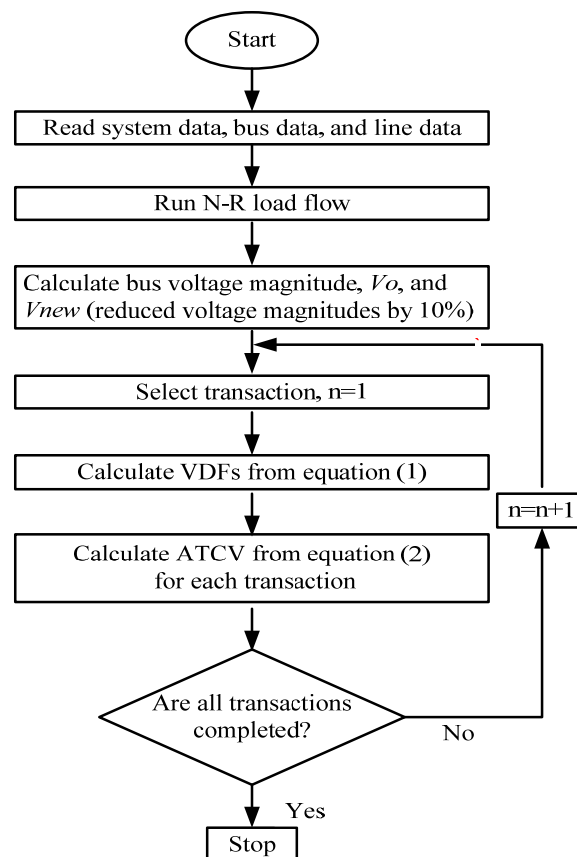 Start
Read system data, bus data, and line data
Run N-R load flow
Calculate bus voltage magnitude, Vo, and
Vnew (reduced voltage magnitudes by 10%)
Select transaction, n=1
Calculate VDFs from equation (1)
n=n+1
Calculate ATCV from equation (2)
for each transaction
Are all transactions
completed?
No
Yes
Stop